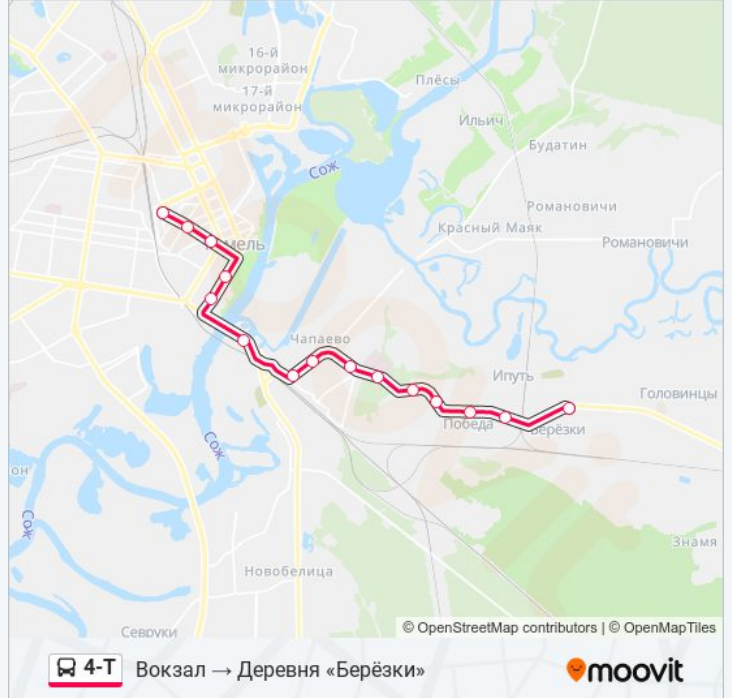 16-й
микрорайон
17-й
микрорайон
Плёсы
Ильич
Будатин
Сож
Романовичи
Красный Маяк
Романовичи
мель
Чапаево
Ипуть
Головинцы
Победа
Берёзки
Сож
он
Сож
Знамя
Новобелица
Севруки
© OpenStreetMap contributors | © OpenMapTiles
4-Т Вокзал → Деревня «Берёзки» moovit